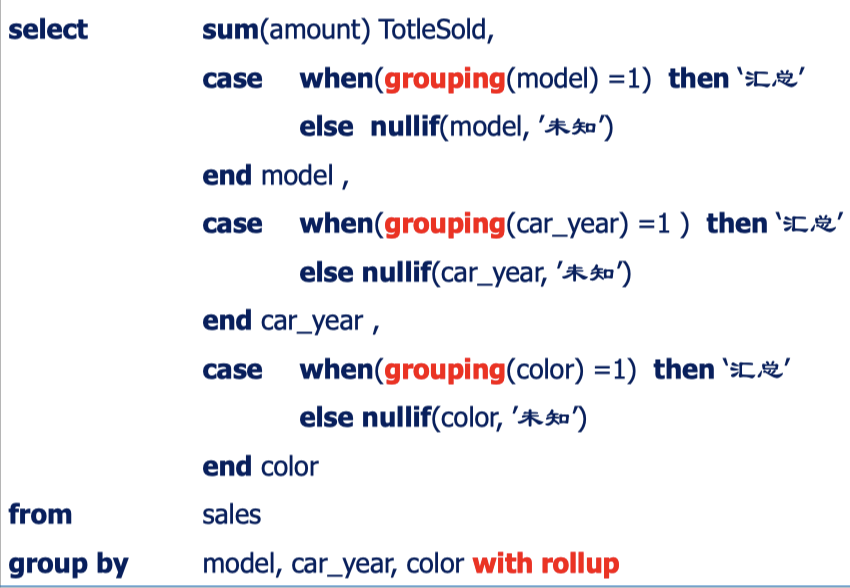 select sum(amount) TotleSold,
case when(grouping(model) =1) then ‘汇总’
else nullif(model, ’未知’)
end model ,
case when(grouping(car_year) =1 ) then ‘汇总’
else nullif(car_year, ’未知’)
end car_year ,
case when(grouping(color) =1) then ‘汇总’
else nullif(color, ’未知’)
end color
from sales
group by model, car_year, color with rollup